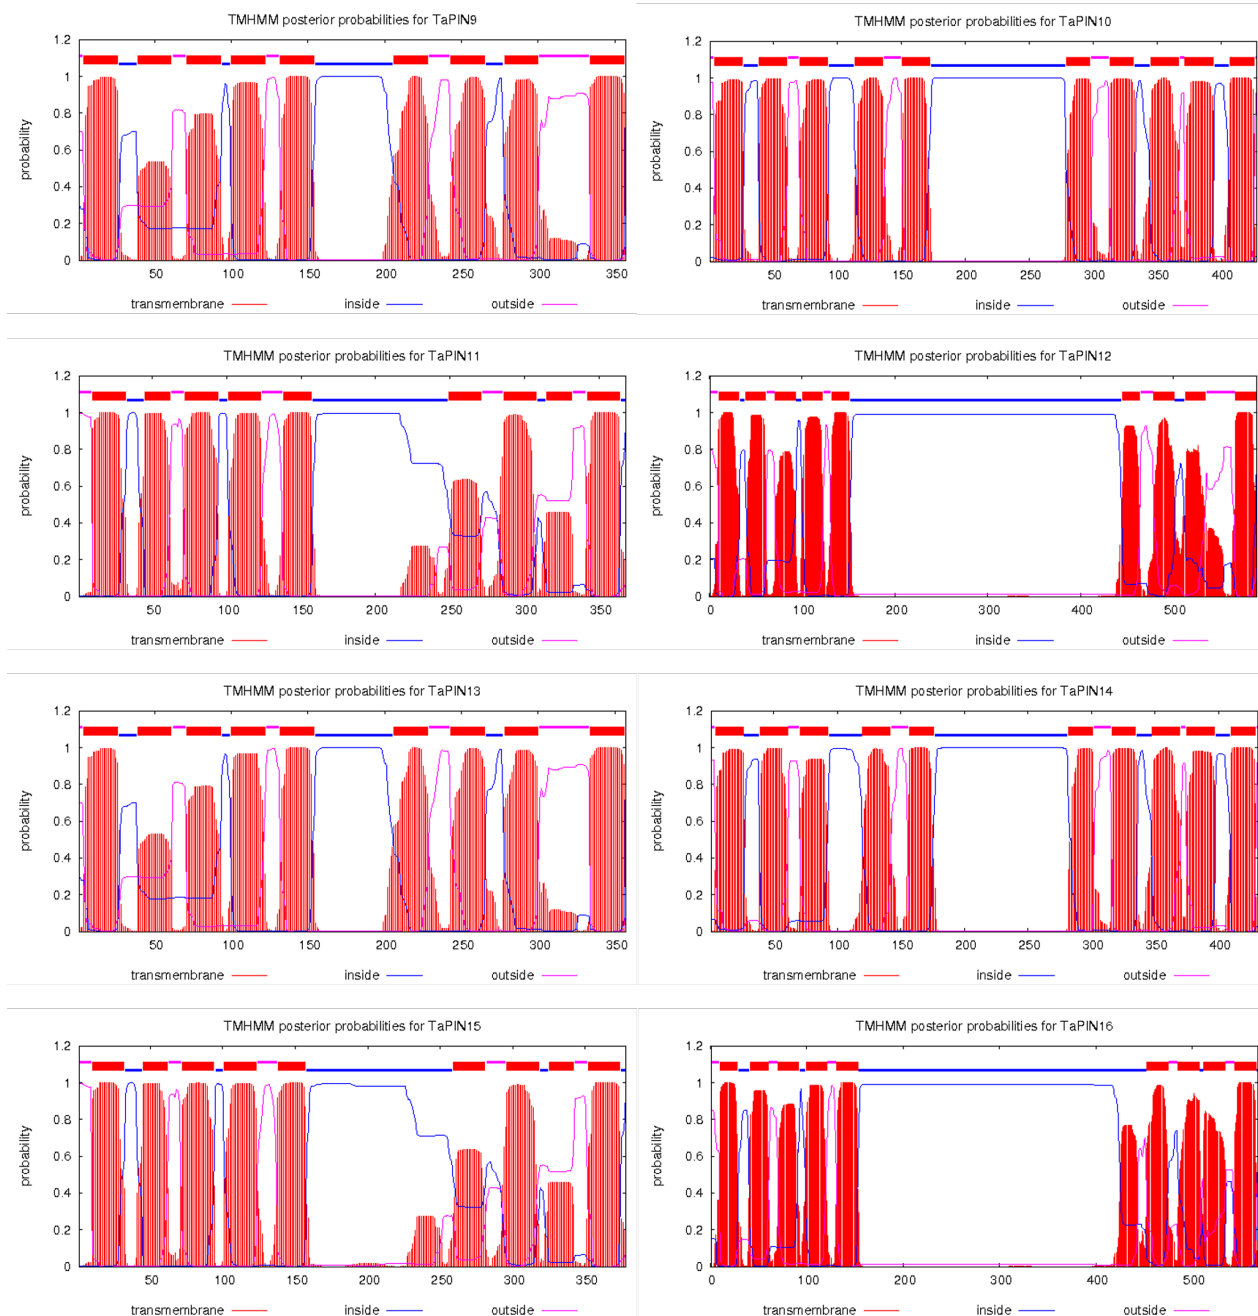 TMHMM posterior probabilities for TaPIN9
1.2
1
0.8
0.6
0.4
0.2
0
probability
50 100 150 200 250 300 350
transmembrane inside outside
TMHMM posterior probabilities for TaPIN10
1.2
1
0.8
0.6
0.4
0.2
0
probability
50 100 150 200 250 300 350 400
transmembrane inside outside
TMHMM posterior probabilities for TaPIN11
1.2
1
0.8
0.6
0.4
0.2
0
probability
50 100 150 200 250 300 350
transmembrane inside outside
TMHMM posterior probabilities for TaPIN12
1.2
1
0.8
0.6
0.4
0.2
0
probability
0 100 200 300 400 500
transmembrane inside outside
TMHMM posterior probabilities for TaPIN13
1.2
1
0.8
0.6
0.4
0.2
0
probability
50 100 150 200 250 300 350
transmembrane inside outside
TMHMM posterior probabilities for TaPIN14
1.2
1
0.8
0.6
0.4
0.2
0
probability
50 100 150 200 250 300 350 400
transmembrane inside outside
TMHMM posterior probabilities for TaPIN15
1.2
1
0.8
0.6
0.4
0.2
0
probability
50 100 150 200 250 300 350
transmembrane inside outside
TMHMM posterior probabilities for TaPIN16
1.2
1
0.8
0.6
0.4
0.2
0
probability
0 100 200 300 400 500
transmembrane inside outside